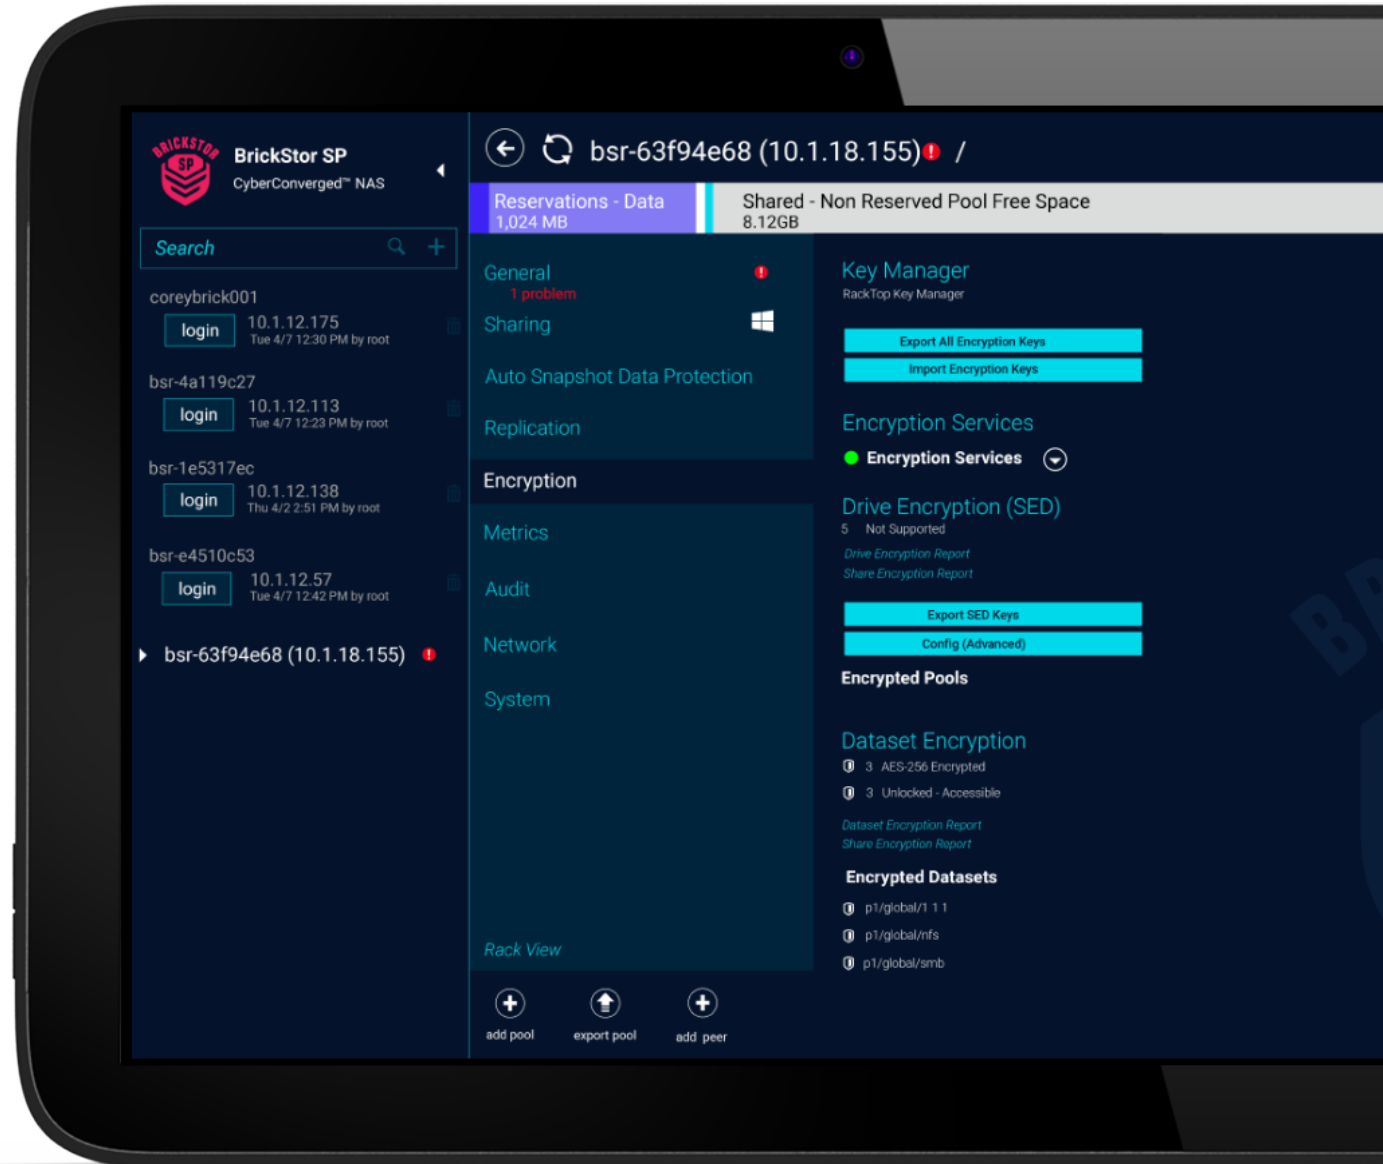 BRICKSTOR
SP
BrickStor SP
CyberConverged™ NAS
Search
coreybrick001
login
10.1.12.175
Tue 4/7 12:30 PM by root
bsr-4a119c27
login
10.1.12.113
Tue 4/7 12:23 PM by root
bsr-1e5317ec
login
10.1.12.138
Thu 4/2 2:51 PM by root
bsr-e4510c53
login
10.1.12.57
Tue 4/7 12:42 PM by root
bsr-63f94e68 (10.1.18.155)
bsr-63f94e68 (10.1.18.155) /
Reservations - Data
1,024 MB
Shared - Non Reserved Pool Free Space
8.12GB
General
1 problem
Sharing
Auto Snapshot Data Protection
Replication
Encryption
Metrics
Audit
Network
System
Rack View
add pool
export pool
add peer
Key Manager
RackTop Key Manager
Export All Encryption Keys
Import Encryption Keys
Encryption Services
Encryption Services
Drive Encryption (SED)
5 Not Supported
Drive Encryption Report
Share Encryption Report
Export SED Keys
Config (Advanced)
Encrypted Pools
Dataset Encryption
3 AES-256 Encrypted
3 Unlocked - Accessible
Dataset Encryption Report
Share Encryption Report
Encrypted Datasets
p1/global/1 1 1
p1/global/nfs
p1/global/smb